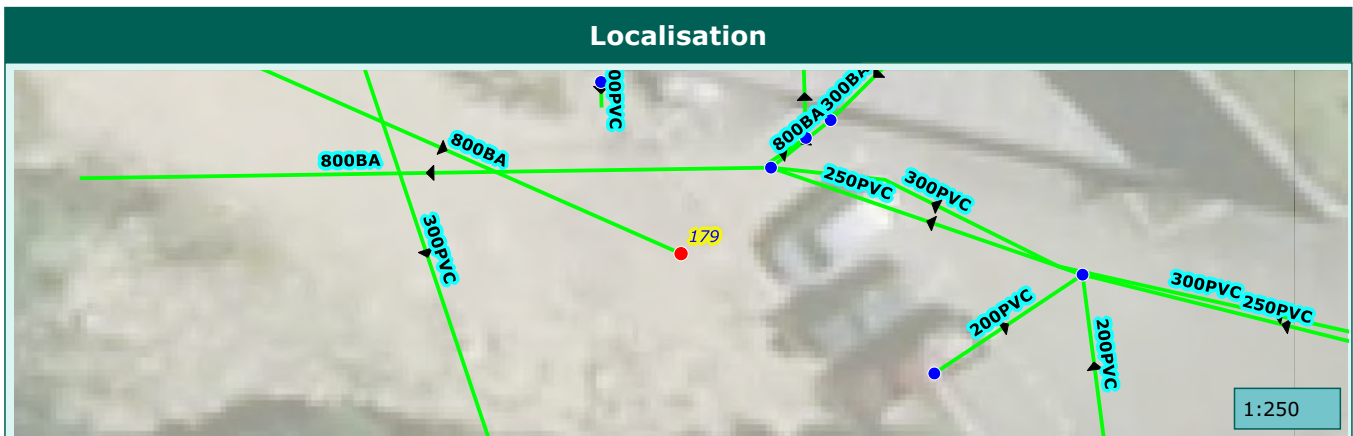 Localisation
00PVC
300BA
800BA
800BA
800BA
250PVC
300PVC
300PVC
179
200PVC
300PVC
250PVC
200PVC
1:250